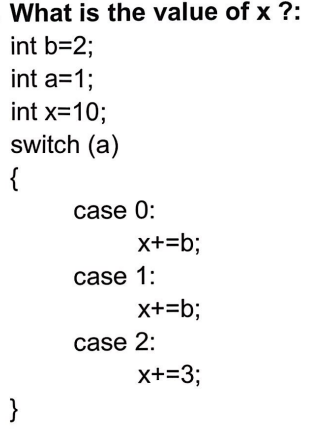 What is the value of x ?:
int b=2;
int a=1;
int x=10;
switch (a)
{
case 0:
x+=b;
case 1:
x+=b;
case 2:
x+=3;
}